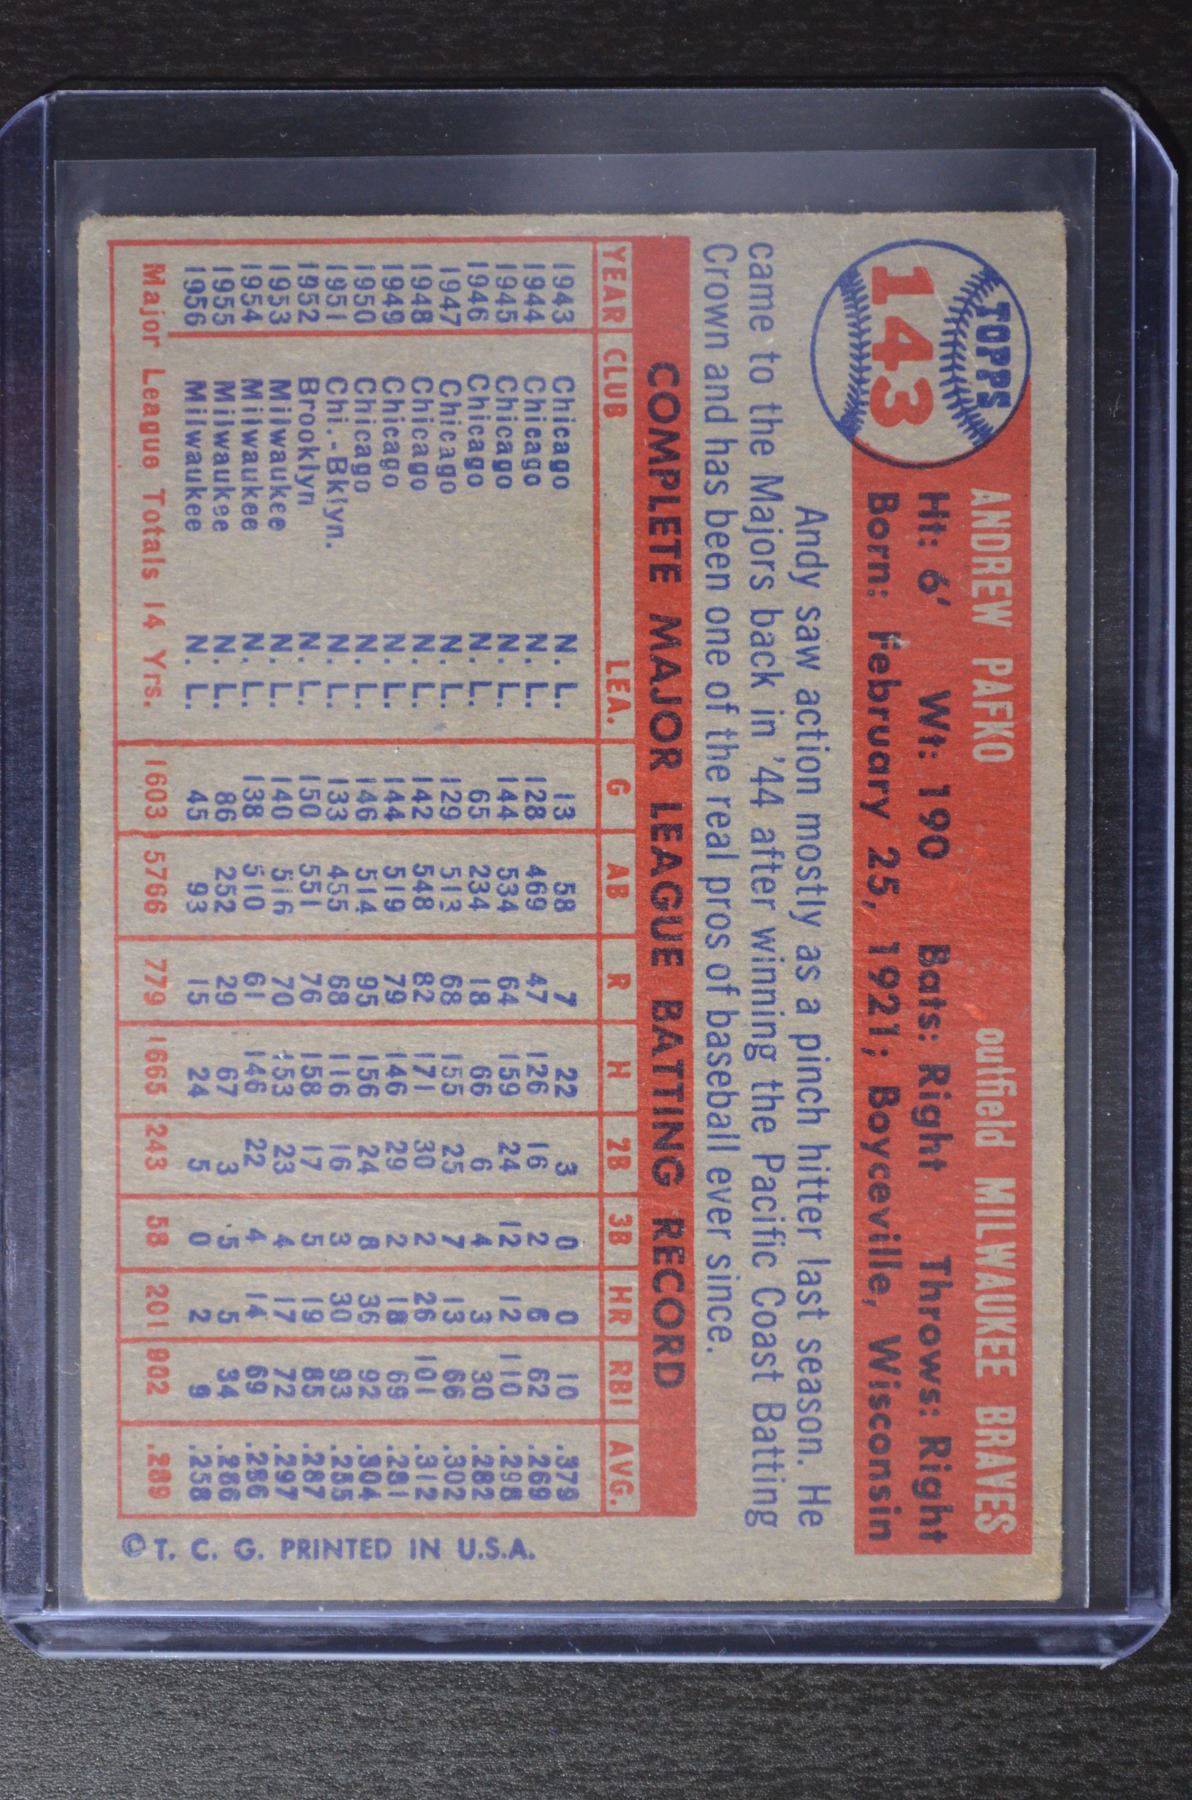 TOPPS
143
ANDREW PAFKO outfield MILWAUKEE BRAVES
Ht: 6' Wt: 190 Bats: Right Throws: Right
Born: February 25, 1921; Boyceville, Wisconsin
Andy saw action mostly as a pinch hitter last season. He
came to the Majors back in '44 after winning the Pacific Coast Batting
Crown and has been one of the real pros of baseball ever since.
COMPLETE MAJOR LEAGUE BATTING RECORD
YEAR CLUB LEA. G AB R H 2B 3B HR RBI AVG.
1943 Chicago N. L. 13 58 7 22 3 0 0 10 .379
1944 Chicago N. L. 128 469 47 126 16 2 6 62 .269
1945 Chicago N. L. 144 534 64 159 24 12 12 110 .298
1946 Chicago N. L. 65 234 18 66 6 4 3 30 .282
1947 Chicago N. L. 129 513 68 155 25 7 13 66 .302
1948 Chicago N. L. 142 548 82 171 30 2 26 101 .312
1949 Chicago N. L. 144 519 79 146 29 2 18 69 .281
1950 Chicago N. L. 146 514 95 156 24 8 36 92 .304
1951 Chi.-Bklyn. N. L. 133 455 68 116 16 3 30 93 .255
1952 Brooklyn N. L. 150 551 76 158 17 5 19 85 .287
1953 Milwaukee N. L. 140 516 70 153 23 4 17 72 .297
1954 Milwaukee N. L. 138 510 61 146 22 4 14 69 .286
1955 Milwaukee N. L. 86 252 29 67 3 5 5 34 .266
1956 Milwaukee N. L. 45 93 15 24 5 0 2 9 .258
Major League Totals 14 Yrs. 1603 5766 779 1665 243 58 201 902 .289
© T. C. G. PRINTED IN U.S.A.